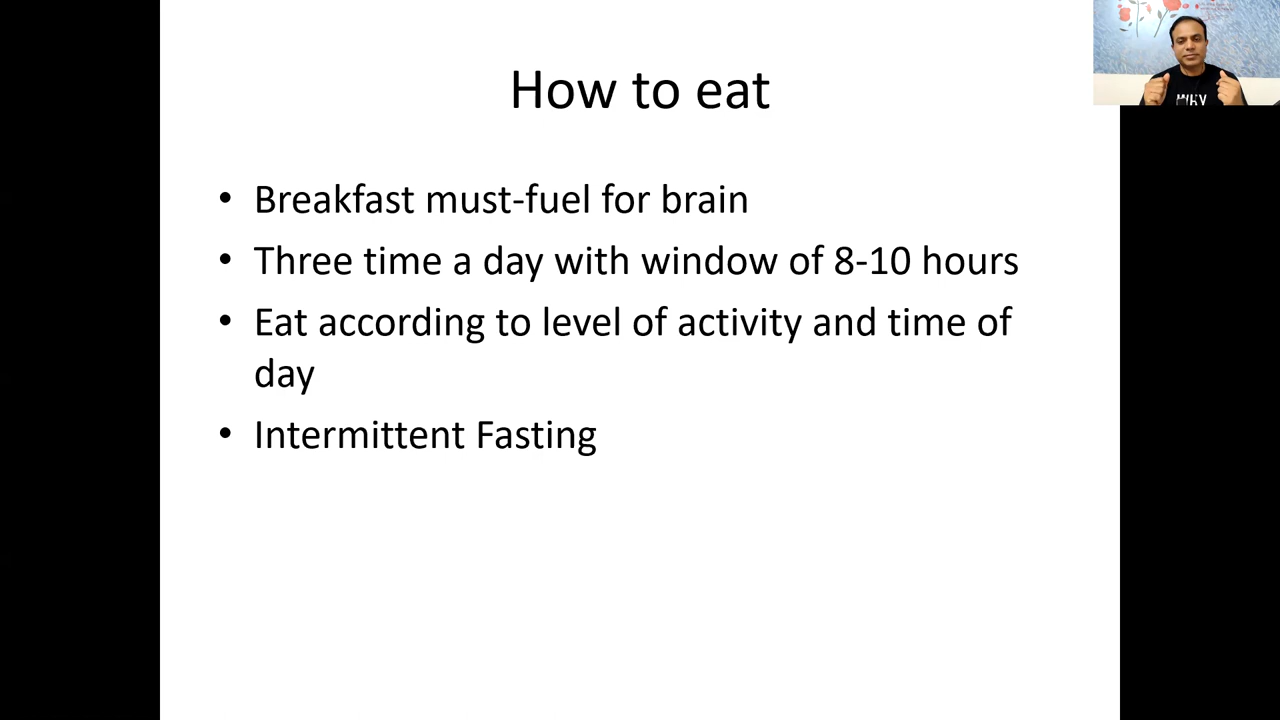 How to eat
• Breakfast must-fuel for brain
• Three time a day with window of 8-10 hours
• Eat according to level of activity and time of
day
• Intermittent Fasting
WHY